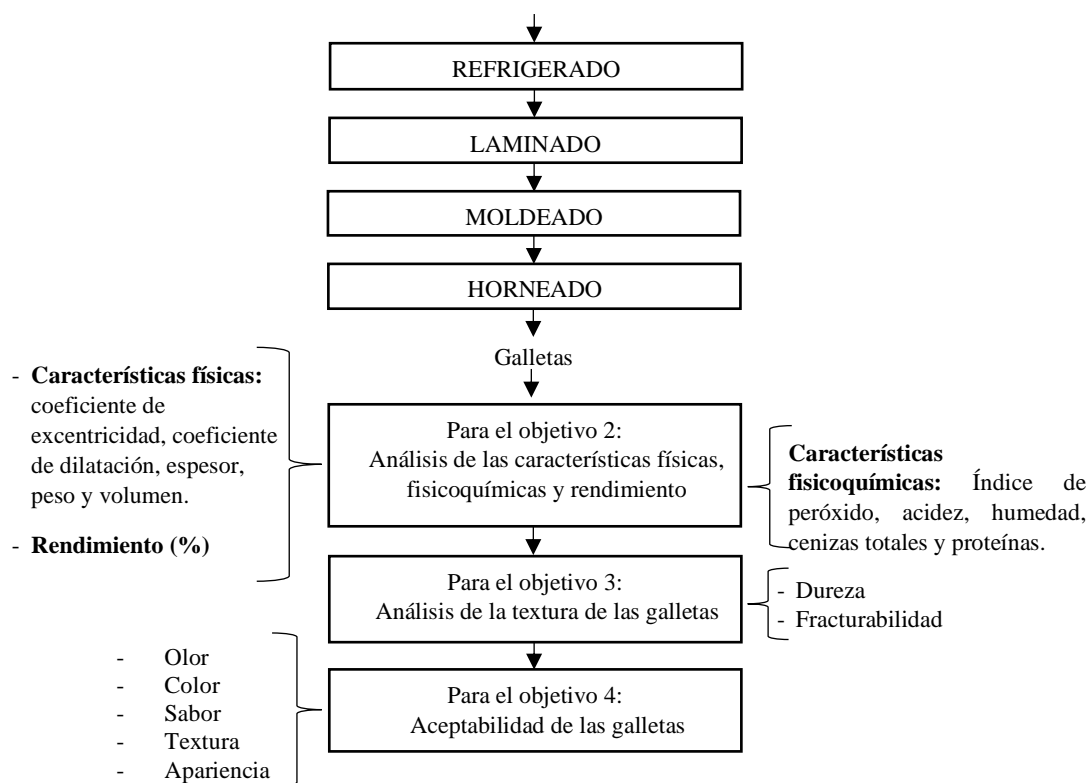 REFRIGERADO
LAMINADO
MOLDEADO
HORNEADO
Galletas
- Características físicas:
coeficiente de
excentricidad, coeficiente
de dilatación, espesor,
peso y volumen.
- Rendimiento (%)
Para el objetivo 2:
Análisis de las características físicas,
fisicoquímicas y rendimiento
Características
fisicoquímicas: Índice de
peróxido, acidez, humedad,
cenizas totales y proteínas.
Para el objetivo 3:
Análisis de la textura de las galletas
- Dureza
- Fracturabilidad
- Olor
- Color
- Sabor
- Textura
- Apariencia
Para el objetivo 4:
Aceptabilidad de las galletas